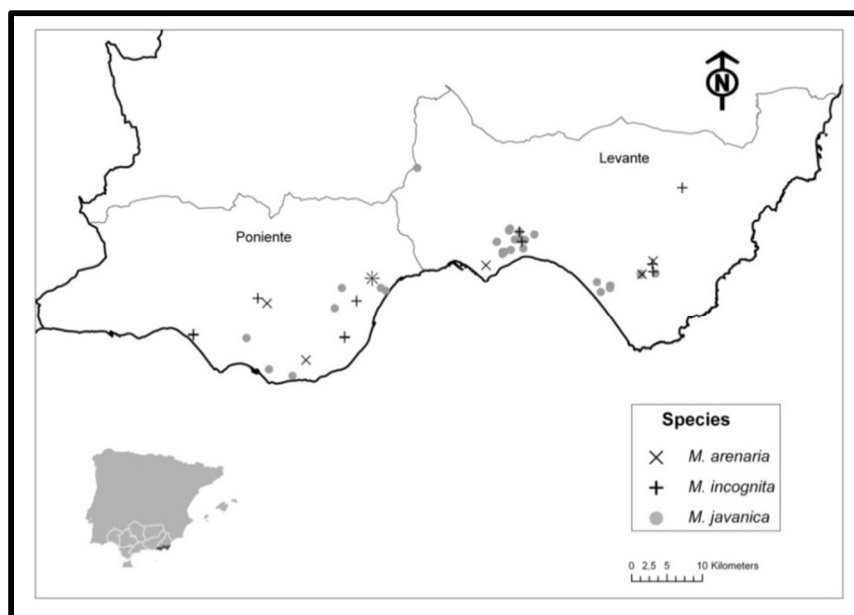 N
Levante
Poniente
Species
M. arenaria
M. incognita
M. javanica
0 2,5 5 10 Kilometers